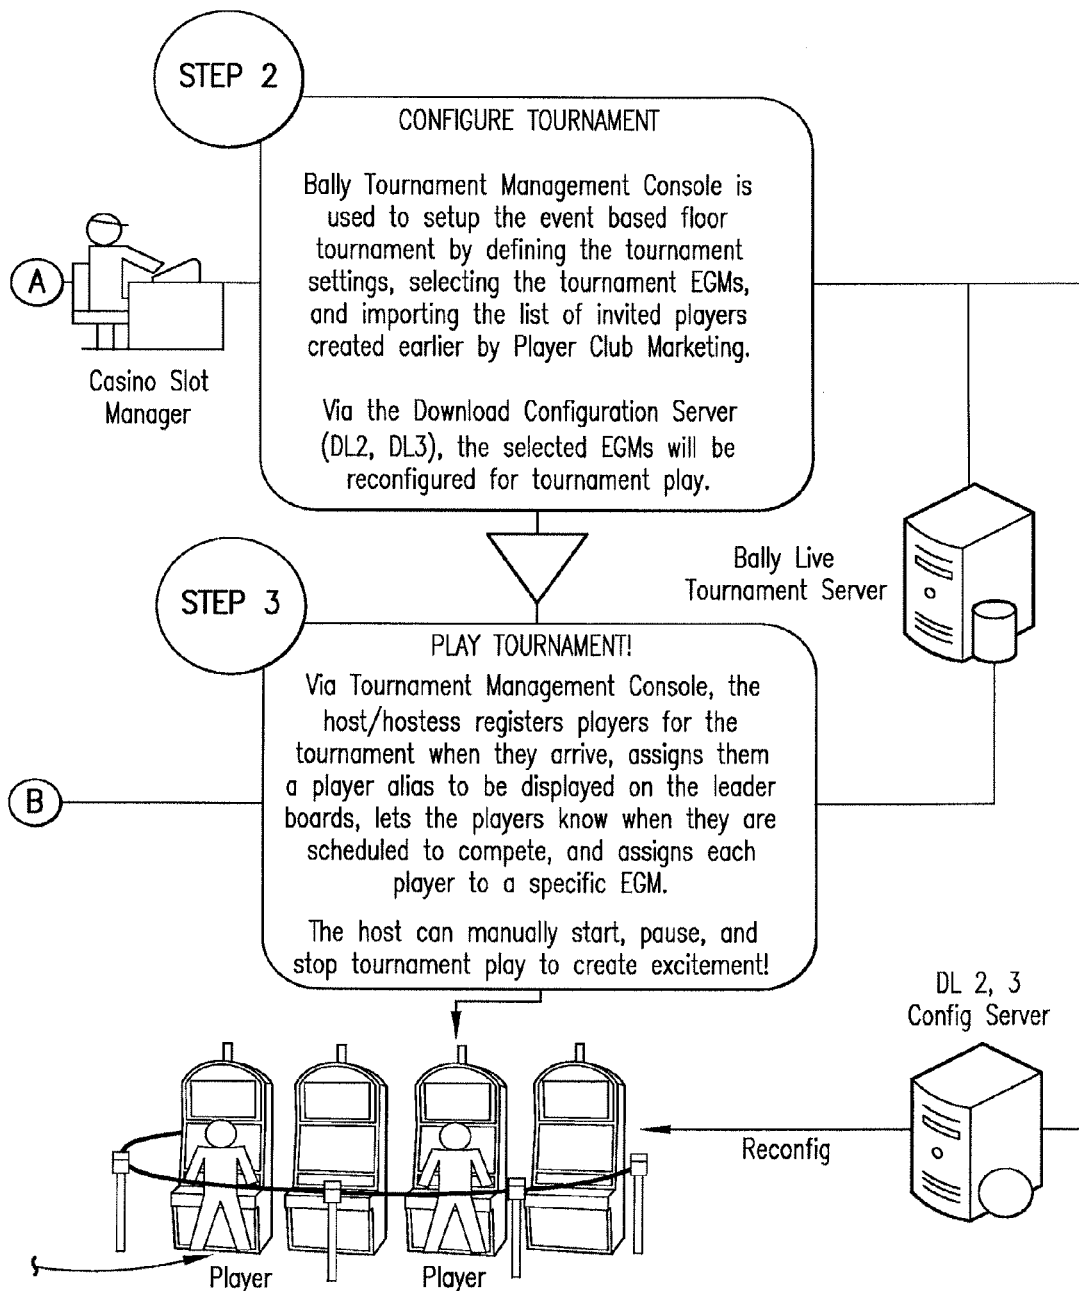 STEP 2
CONFIGURE TOURNAMENT
Bally Tournament Management Console is
used to setup the event based floor
tournament by defining the tournament
settings, selecting the tournament EGMs,
and importing the list of invited players
created earlier by Player Club Marketing.
Via the Download Configuration Server
(DL2, DL3), the selected EGMs will be
reconfigured for tournament play.
A
Casino Slot
Manager
Bally Live
Tournament Server
STEP 3
PLAY TOURNAMENT!
Via Tournament Management Console, the
host/hostess registers players for the
tournament when they arrive, assigns them
a player alias to be displayed on the leader
boards, lets the players know when they are
scheduled to compete, and assigns each
player to a specific EGM.
The host can manually start, pause, and
stop tournament play to create excitement!
B
DL 2, 3
Config Server
Reconfig
Player
Player